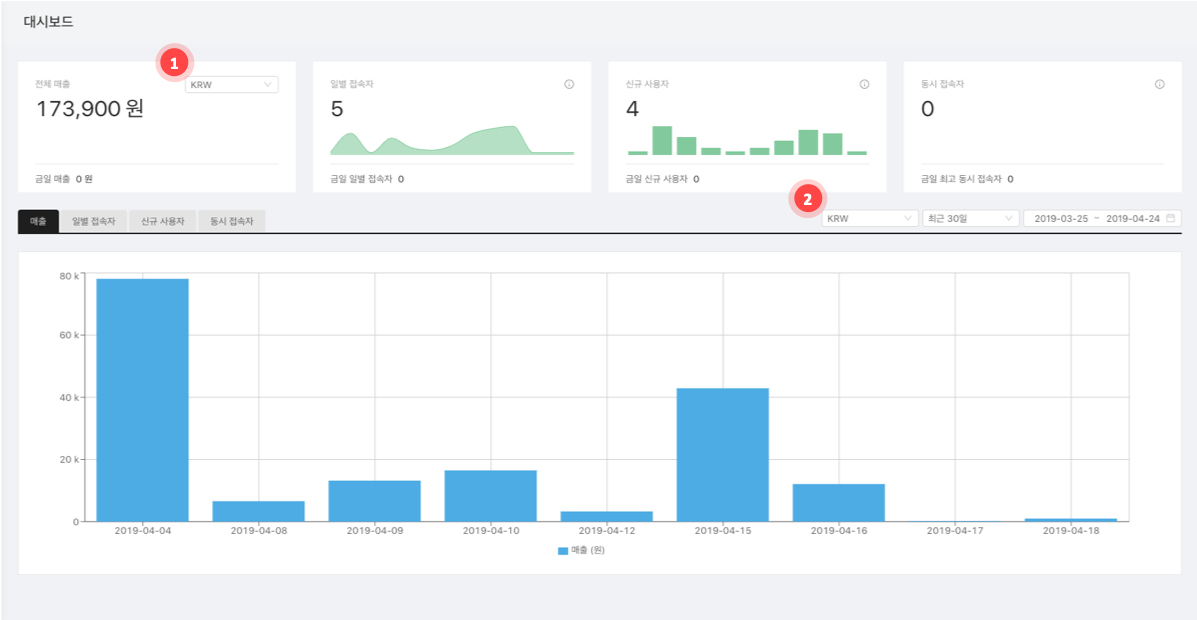 대시보드
1
전체 매출
KRW
173,900 원
금일 매출 0 원
일별 접속자
5
금일 일별 접속자 0
신규 사용자
4
금일 신규 사용자 0
동시 접속자
0
금일 최고 동시 접속자 0
매출 일별 접속자 신규 사용자 동시 접속자
2
KRW 최근 30일 2019-03-25 ~ 2019-04-24
80 k
60 k
40 k
20 k
0
2019-04-04 2019-04-08 2019-04-09 2019-04-10 2019-04-12 2019-04-15 2019-04-16 2019-04-17 2019-04-18
매출 (원)